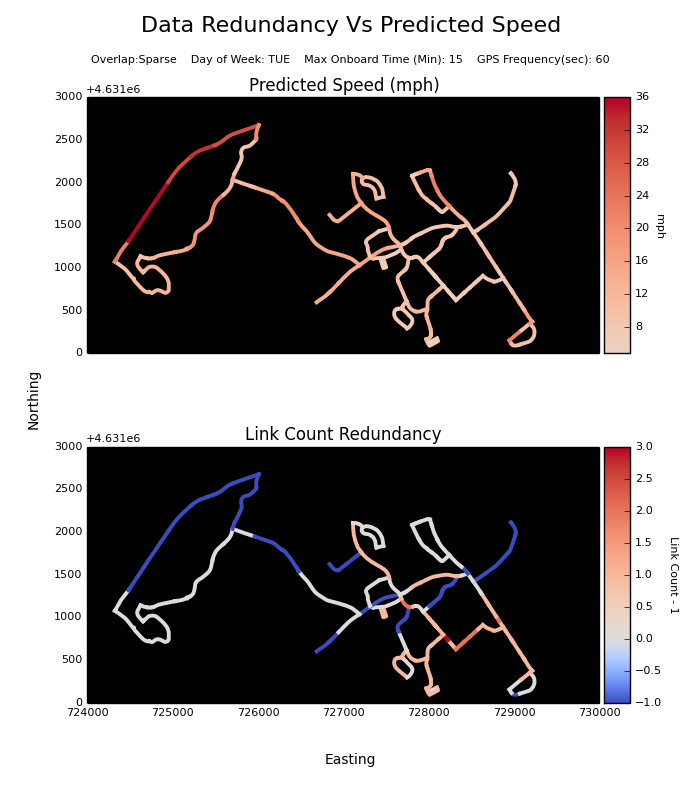 Data Redundancy Vs Predicted Speed
Overlap:Sparse    Day of Week: TUE    Max Onboard Time (Min): 15    GPS Frequency(sec): 60
Predicted Speed (mph)
+4.631e6
3000
2500
2000
1500
1000
500
0
36
32
28
24
20
16
12
8
mph
Northing
Link Count Redundancy
+4.631e6
3000
2500
2000
1500
1000
500
0
724000 725000 726000 727000 728000 729000 730000
3.0
2.5
2.0
1.5
1.0
0.5
0.0
−0.5
−1.0
Link Count - 1
Easting